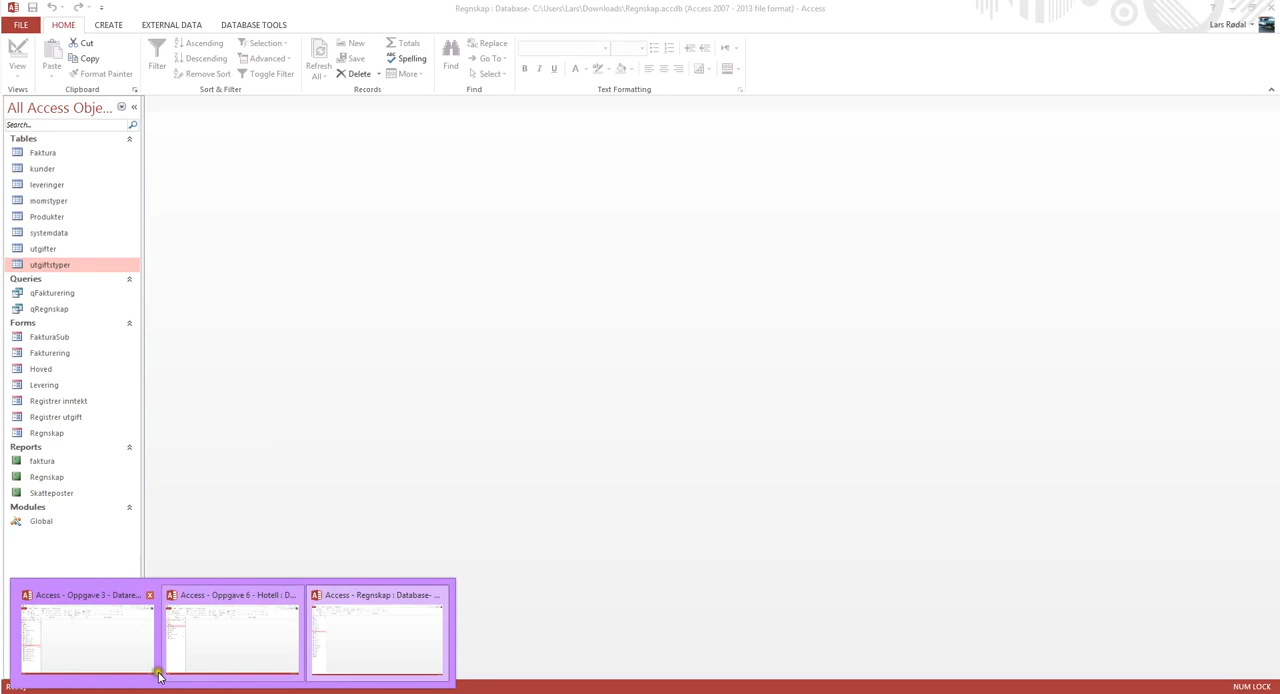 Regnskap : Database- C:\Users\Lars\Downloads\Regnskap.accdb (Access 2007 - 2013 file format) - Access
FILE HOME CREATE EXTERNAL DATA DATABASE TOOLS
Lars Rødal
View
Paste
Cut
Copy
Format Painter
Filter
Ascending
Descending
Remove Sort
Selection
Advanced
Toggle Filter
Refresh
All
New
Save
Delete
Totals
Spelling
More
Find
Replace
Go To
Select
B I U A
Views Clipboard Sort & Filter Records Find Text Formatting
All Access Obje...
Search...
Tables
Faktura
kunder
leveringer
momstyper
Produkter
systemdata
utgifter
utgiftstyper
Queries
qFakturering
qRegnskap
Forms
FakturaSub
Fakturering
Hoved
Levering
Registrer inntekt
Registrer utgift
Regnskap
Reports
faktura
Regnskap
Skatteposter
Modules
Global
Access - Oppgave 3 - Datare... Access - Oppgave 6 - Hotell : D... Access - Regnskap : Database- ...
NUM LOCK